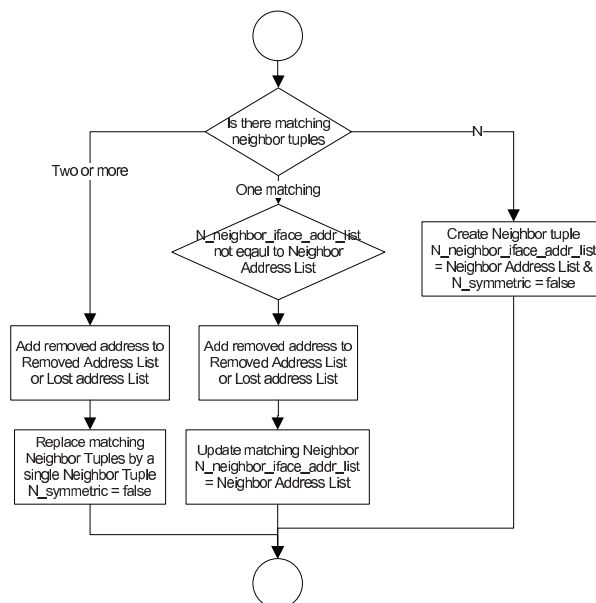 Is there matching
neighbor tuples
N
Two or more
One matching
N_neighbor_iface_addr_list
not eqaul to Neighbor
Address List
Create Neighbor tuple
N_neighbor_iface_addr_list
= Neighbor Address List &
N_symmetric = false
Add removed address to
Removed Address List
or Lost address List
Add removed address to
Removed Address List
or Lost address List
Replace matching
Neighbor Tuples by a
single Neighbor Tuple
N_symmetric = false
Update matching Neighbor
N_neighbor_iface_addr_list
= Neighbor Address List